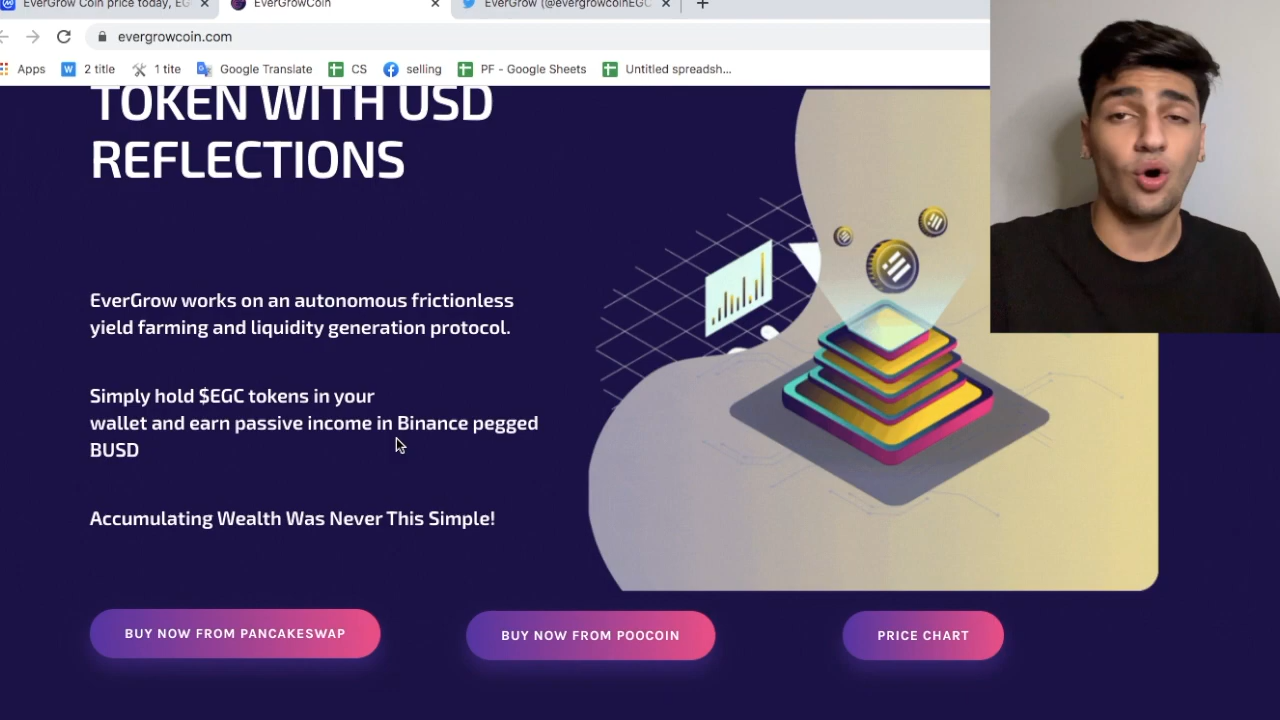 EverGrow Coin price today, EG
EverGrowCoin
EverGrow (@evergrowcoinEGC
evergrowcoin.com
Apps
W 2 title
1 tite
Google Translate
CS
selling
PF - Google Sheets
Untitled spreadsh...
TOKEN WITH USD
REFLECTIONS
EverGrow works on an autonomous frictionless
yield farming and liquidity generation protocol.
Simply hold $EGC tokens in your
wallet and earn passive income in Binance pegged
BUSD
Accumulating Wealth Was Never This Simple!
BUY NOW FROM PANCAKESWAP
BUY NOW FROM POOCOIN
PRICE CHART